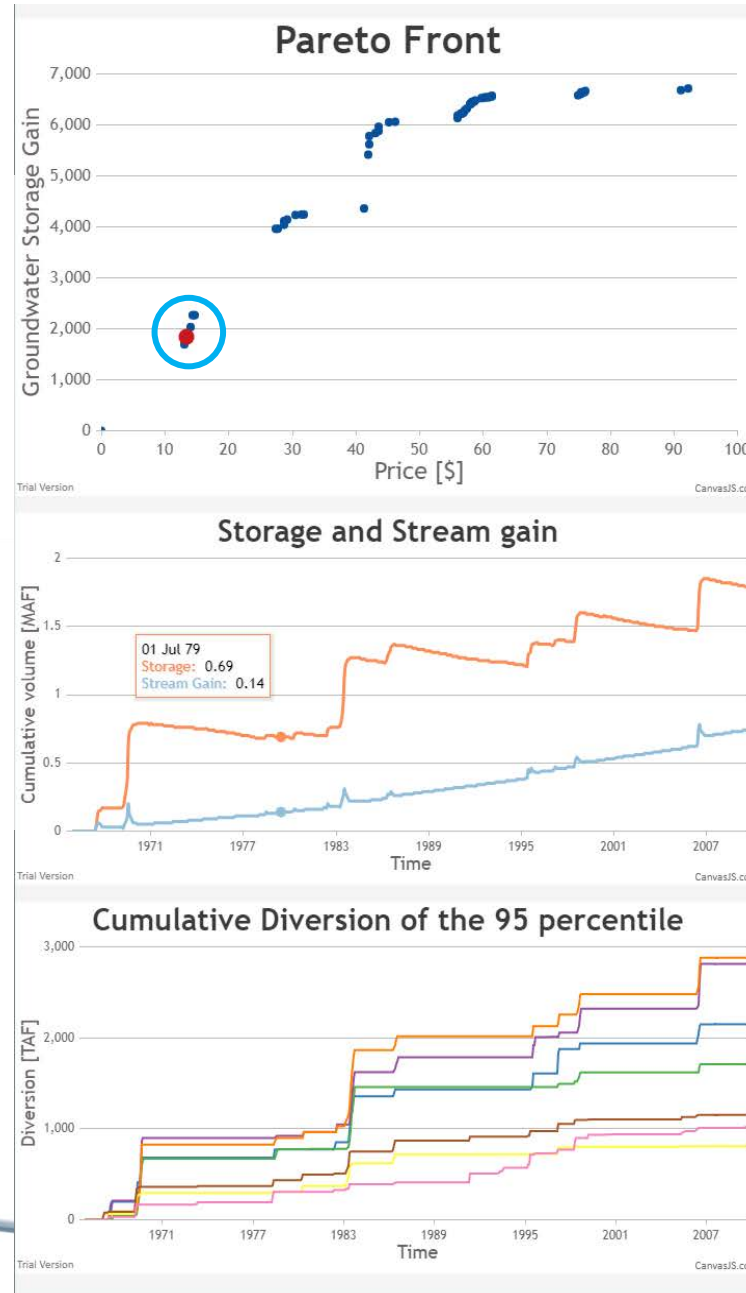 Pareto Front
7,000
6,000
5,000
4,000
3,000
2,000
1,000
0
Groundwater Storage Gain
0 10 20 30 40 50 60 70 80 90 100
Price [$]
Trial Version
CanvasJS.co
Storage and Stream gain
2
1.5
1
0.5
0
Cumulative volume [MAF]
01 Jul 79
Storage: 0.69
Stream Gain: 0.14
1971 1977 1983 1989 1995 2001 2007
Time
Trial Version
CanvasJS.co
Cumulative Diversion of the 95 percentile
3,000
2,000
1,000
0
Diversion [TAF]
1971 1977 1983 1989 1995 2001 2007
Time
Trial Version
CanvasJS.co